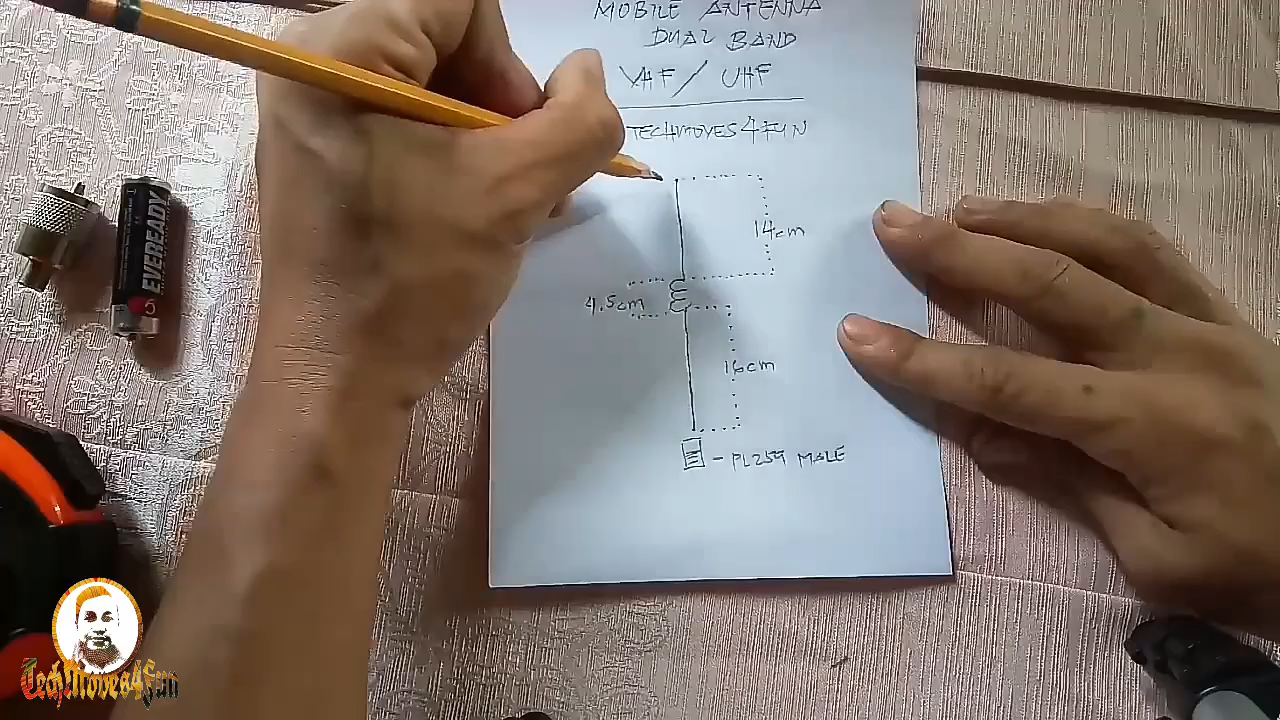 MOBILE ANTENNA
DUAL BAND
VHF/UHF
TECHMOVES4FUN
14cm
4.5cm
16cm
- PL259 MALE
EVEREADY
TechMoves4Fun